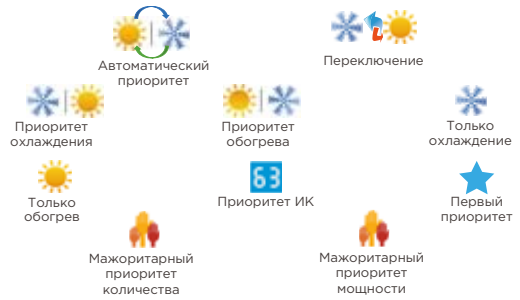 Автоматический
приоритет
Переключение
Приоритет
охлаждения
Приоритет
обогрева
Только
охлаждение
Только
обогрев
63
Приоритет ИК
Первый
приоритет
Мажоритарный
приоритет
количества
Мажоритарный
приоритет
мощности